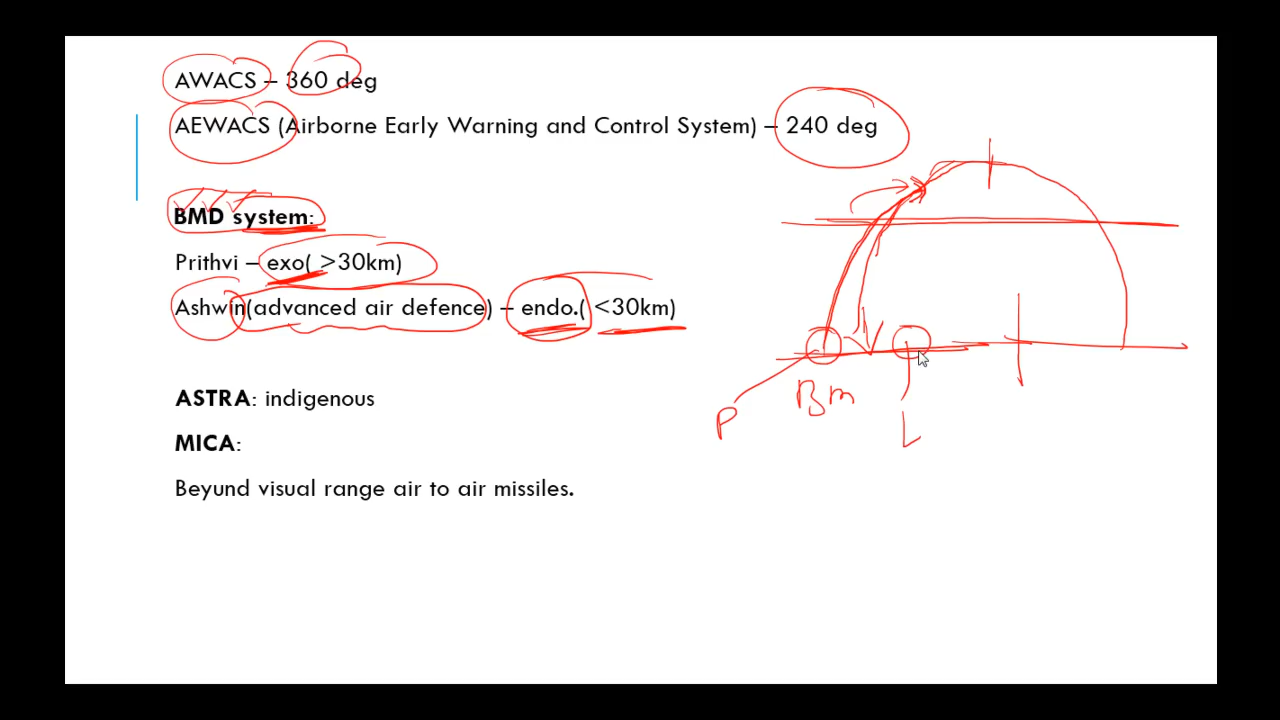 AWACS – 360 deg
AEWACS (Airborne Early Warning and Control System) – 240 deg
BMD system:
Prithvi – exo( >30km)
Ashwin(advanced air defence) – endo.( <30km)
ASTRA: indigenous
MICA:
Beyund visual range air to air missiles.
P
Bm
L